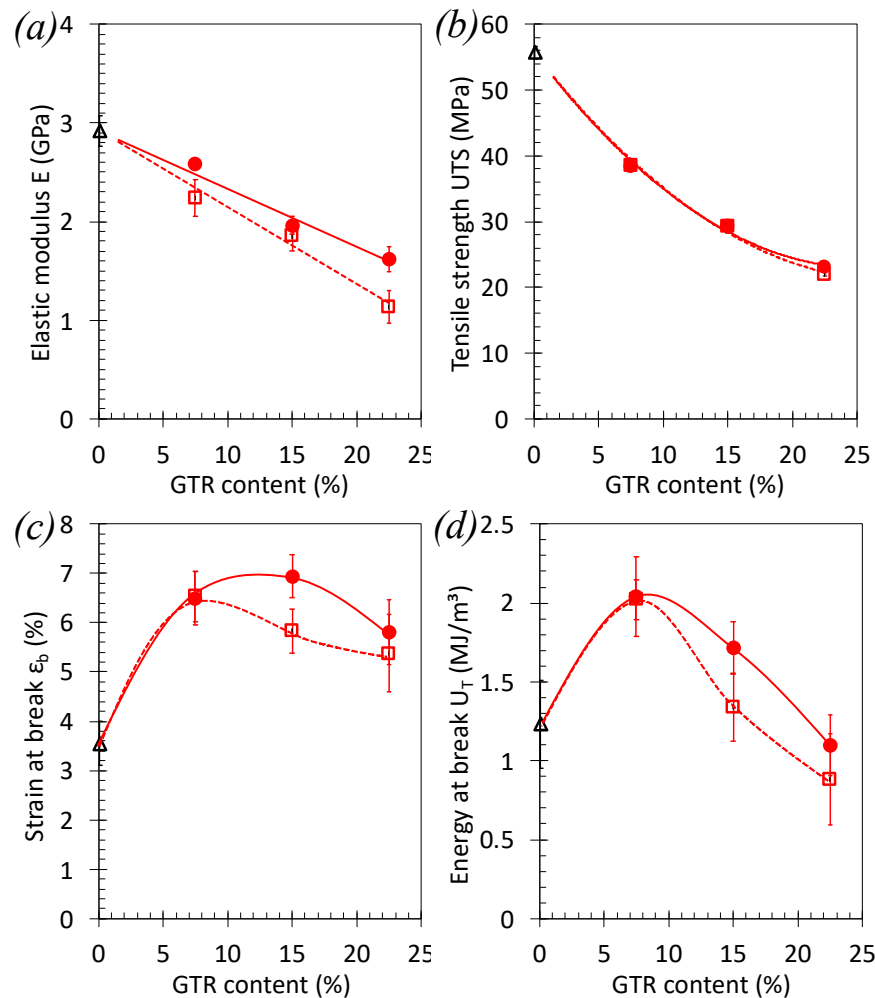 (a)
4
3
2
1
0
Elastic modulus E (GPa)
0 5 10 15 20 25
GTR content (%)
(b)
60
50
40
30
20
10
0
Tensile strength UTS (MPa)
0 5 10 15 20 25
GTR content (%)
(c)
8
7
6
5
4
3
2
1
0
Strain at break ε_b (%)
0 5 10 15 20 25
GTR content (%)
(d)
2.5
2
1.5
1
0.5
0
Energy at break U_T (MJ/m³)
0 5 10 15 20 25
GTR content (%)